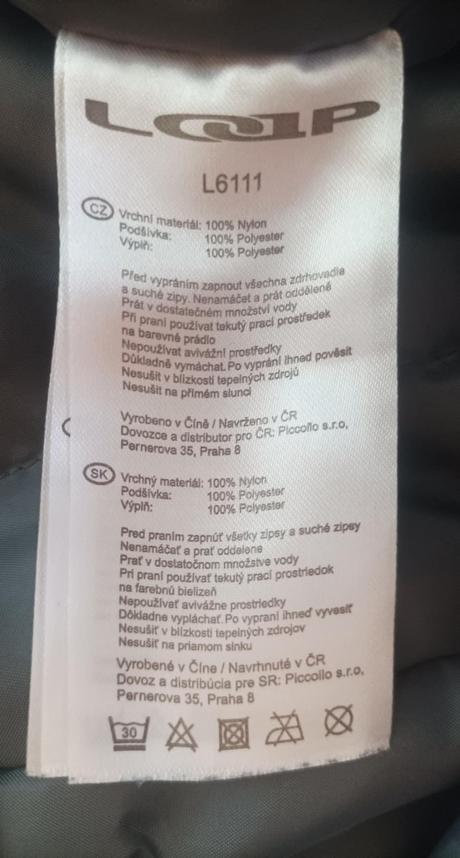 LOAP
L6111
CZ Vrchní materiál: 100% Nylon
Podšívka: 100% Polyester
Výplň: 100% Polyester
Před vypráním zapnout všechna zdrhovadla
a suché zipy. Nenamáčet a prát odděleně
Prát v dostatečném množství vody
Při praní používat tekutý prací prostředek
na barevné prádlo
Nepoužívat avivážní prostředky
Důkladně vymáchat. Po vyprání ihned pověsit
Nesušit v blízkosti tepelných zdrojů
Nesušit na přímém slunci
Vyrobeno v Číně / Navrženo v ČR
Dovozce a distributor pro ČR: Piccollo s.r.o,
Pernerova 35, Praha 8
SK Vrchný materiál: 100% Nylon
Podšívka: 100% Polyester
Výplň: 100% Polyester
Pred praním zapnúť všetky zipsy a suché zipsy
Nenamáčať a prať oddelene
Prať v dostatočnom množstve vody
Pri praní používať tekutý prací prostriedok
na farebnú bielizeň
Nepoužívať avivážne prostriedky
Dôkladne vypláchať. Po vypraní ihneď vyvesiť
Nesušiť v blízkosti tepelných zdrojov
Nesušiť na priamom slnku
Vyrobené v Číne / Navrhnuté v ČR
Dovoz a distribúcia pre SR: Piccollo s.r.o,
Pernerova 35, Praha 8
30